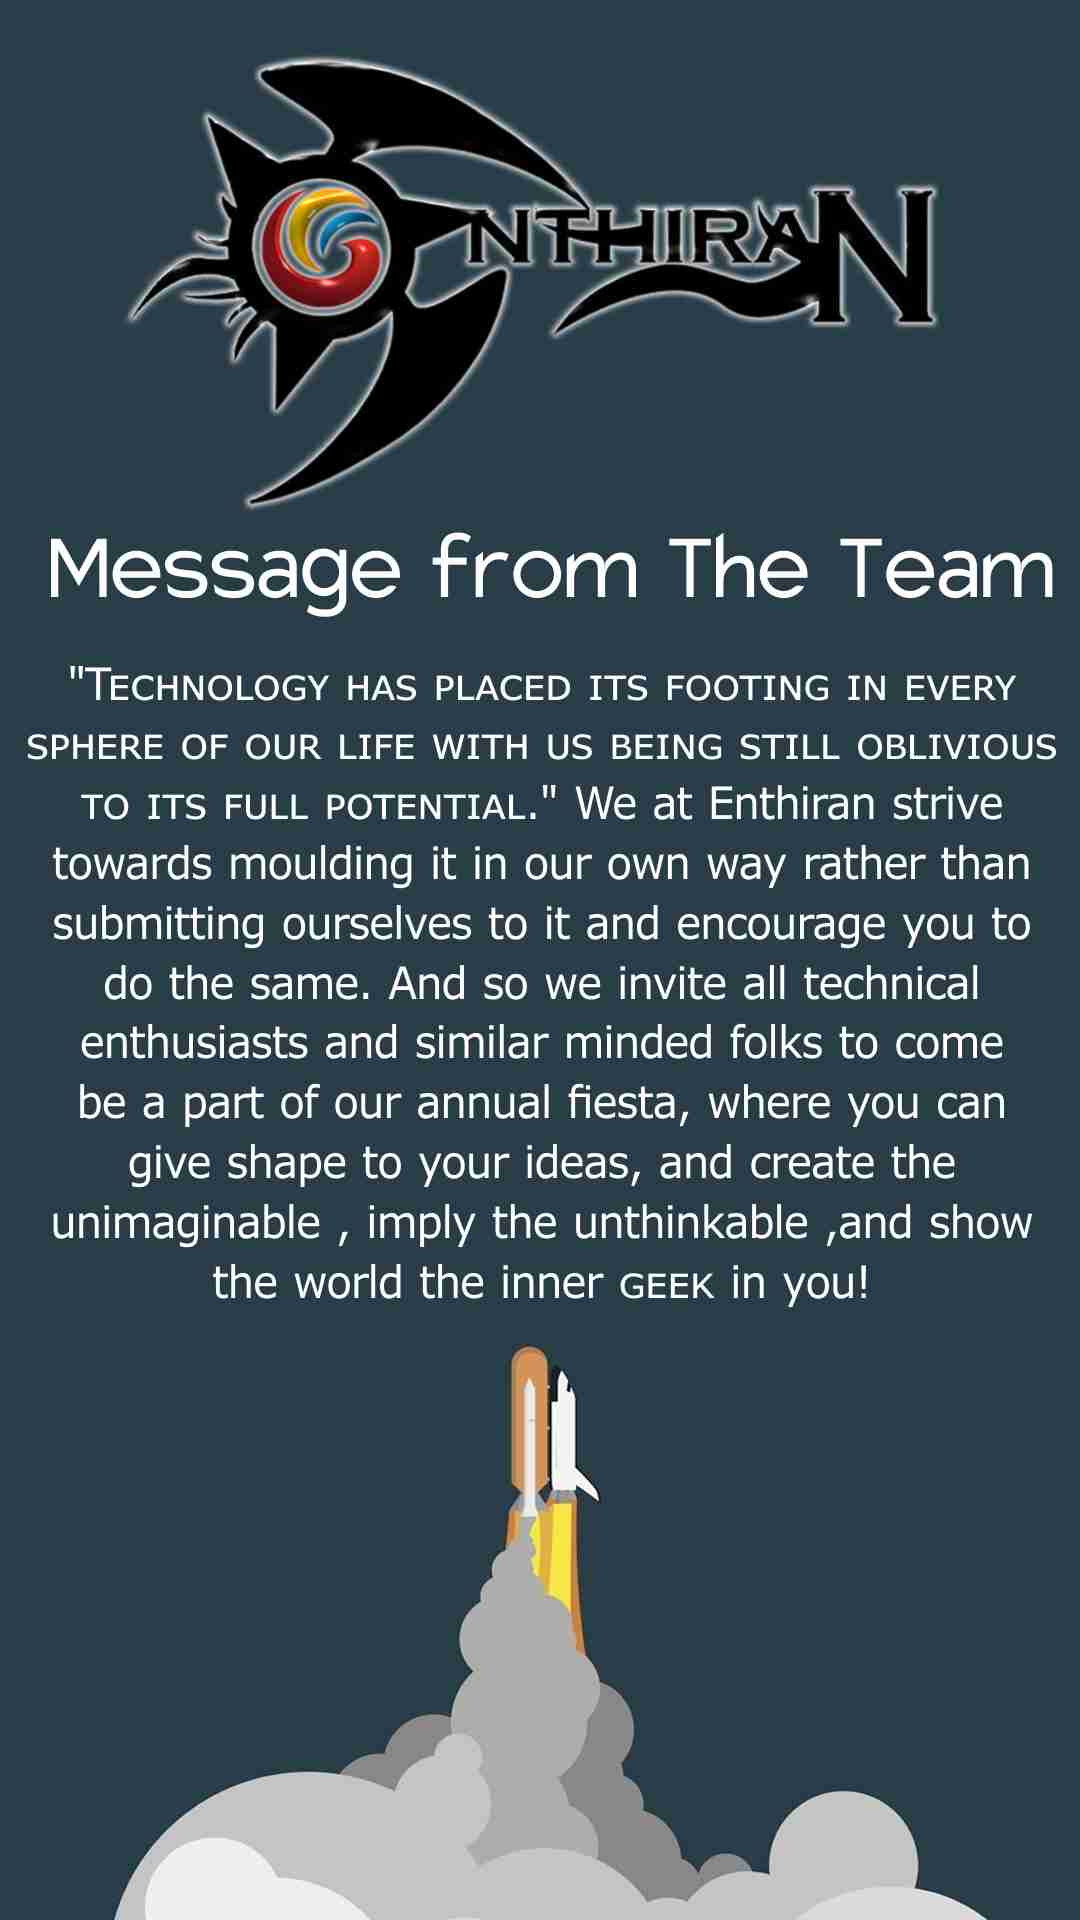 ENTHIRAN
Message from The Team
"Technology has placed its footing in every
sphere of our life with us being still oblivious
to its full potential." We at Enthiran strive
towards moulding it in our own way rather than
submitting ourselves to it and encourage you to
do the same. And so we invite all technical
enthusiasts and similar minded folks to come
be a part of our annual fiesta, where you can
give shape to your ideas, and create the
unimaginable , imply the unthinkable ,and show
the world the inner GEEK in you!